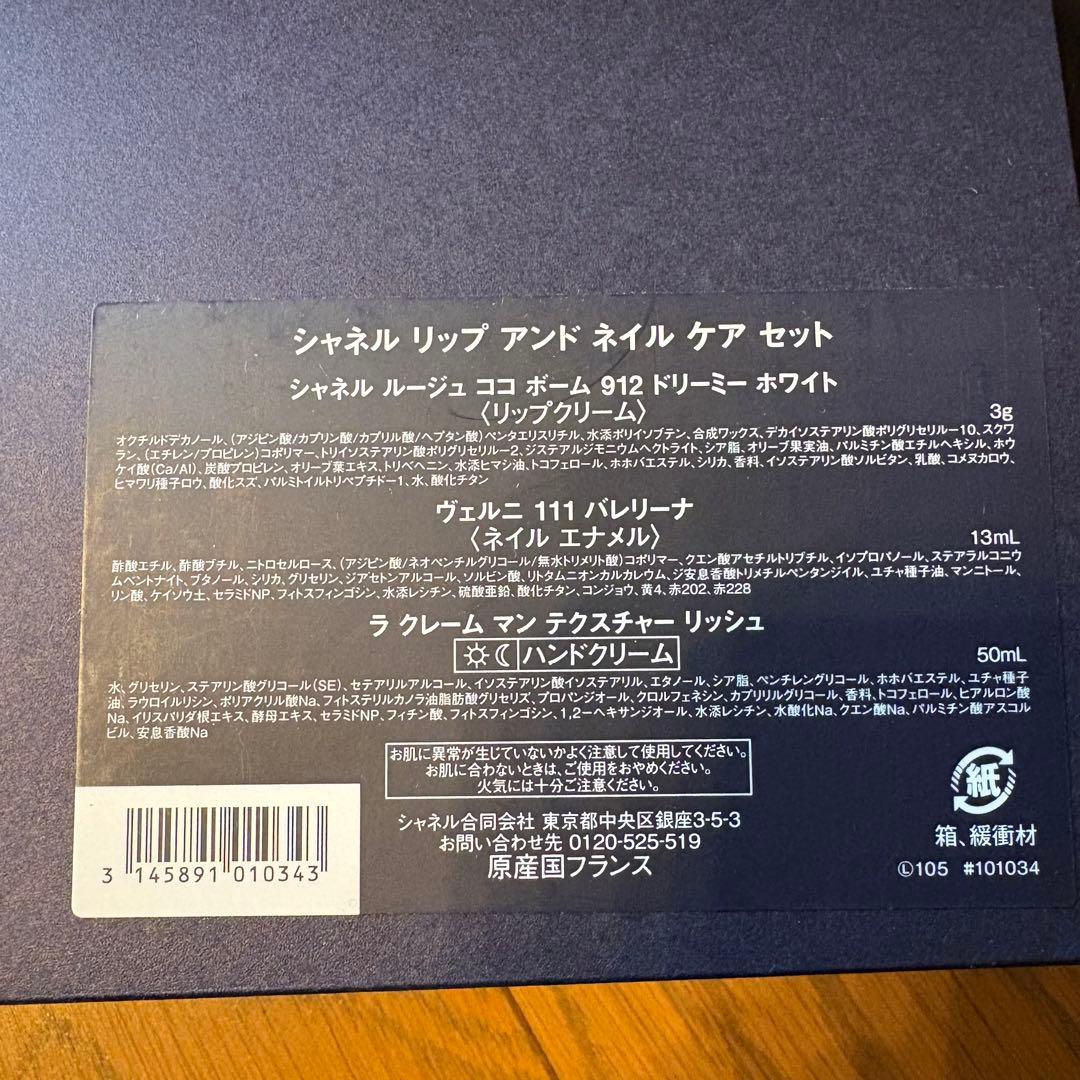 シャネル リップ アンド ネイル ケア セット
シャネル ルージュ ココ ボーム 912 ドリーミー ホワイト
〈リップクリーム〉 3g
オクチルドデカノール、(アジピン酸/カプリン酸/カプリル酸/ヘプタン酸)ペンタエリスリチル、水添ポリイソブテン、合成ワックス、デカイソステアリン酸ポリグリセリル-10、スクワ
ラン、(エチレン/プロピレン)コポリマー、トリイソステアリン酸ポリグリセリル-2、ジステアルジモニウムヘクトライト、シア脂、オリーブ果実油、パルミチン酸エチルヘキシル、ホウ
ケイ酸(Ca/Al)、炭酸プロピレン、オリーブ葉エキス、トリベヘニン、水添ヒマシ油、トコフェロール、ホホバエステル、シリカ、香料、イソステアリン酸ソルビタン、乳酸、コメヌカロウ、
ヒマワリ種子ロウ、酸化スズ、パルミトイルトリペプチド-1、水、酸化チタン
ヴェルニ 111 バレリーナ
〈ネイル エナメル〉 13mL
酢酸エチル、酢酸ブチル、ニトロセルロース、(アジピン酸/ネオペンチルグリコール/無水トリメリト酸)コポリマー、クエン酸アセチルトリブチル、イソプロパノール、ステアラルコニウ
ムベントナイト、ブタノール、シリカ、グリセリン、ジアセトンアルコール、ソルビン酸、リトタムニオンカルカレウム、ジ安息香酸トリメチルペンタンジイル、ユチャ種子油、マンニトール、
リン酸、ケイソウ土、セラミドNP、フィトスフィンゴシン、水添レシチン、硫酸亜鉛、酸化チタン、コンジョウ、黄4、赤202、赤228
ラ クレーム マン テクスチャー リッシュ
ハンドクリーム 50mL
水、グリセリン、ステアリン酸グリコール(SE)、セテアリルアルコール、イソステアリン酸イソステアリル、エタノール、シア脂、ペンチレングリコール、ホホバエステル、ユチャ種子
油、ラウロイルリシン、ポリアクリル酸Na、フィトステリルカノラ油脂肪酸グリセリズ、プロパンジオール、クロルフェネシン、カプリリルグリコール、香料、トコフェロール、ヒアルロン酸
Na、イリスパリダ根エキス、酵母エキス、セラミドNP、フィチン酸、フィトスフィンゴシン、1,2-ヘキサンジオール、水添レシチン、水酸化Na、クエン酸Na、パルミチン酸アスコル
ビル、安息香酸Na
お肌に異常が生じていないかよく注意して使用してください。
お肌に合わないときは、ご使用をおやめください。
火気には十分ご注意ください。
シャネル合同会社 東京都中央区銀座3-5-3
お問い合わせ先 0120-525-519
原産国フランス
紙
箱、緩衝材
Ⓛ105 #101034
3 145891 010343